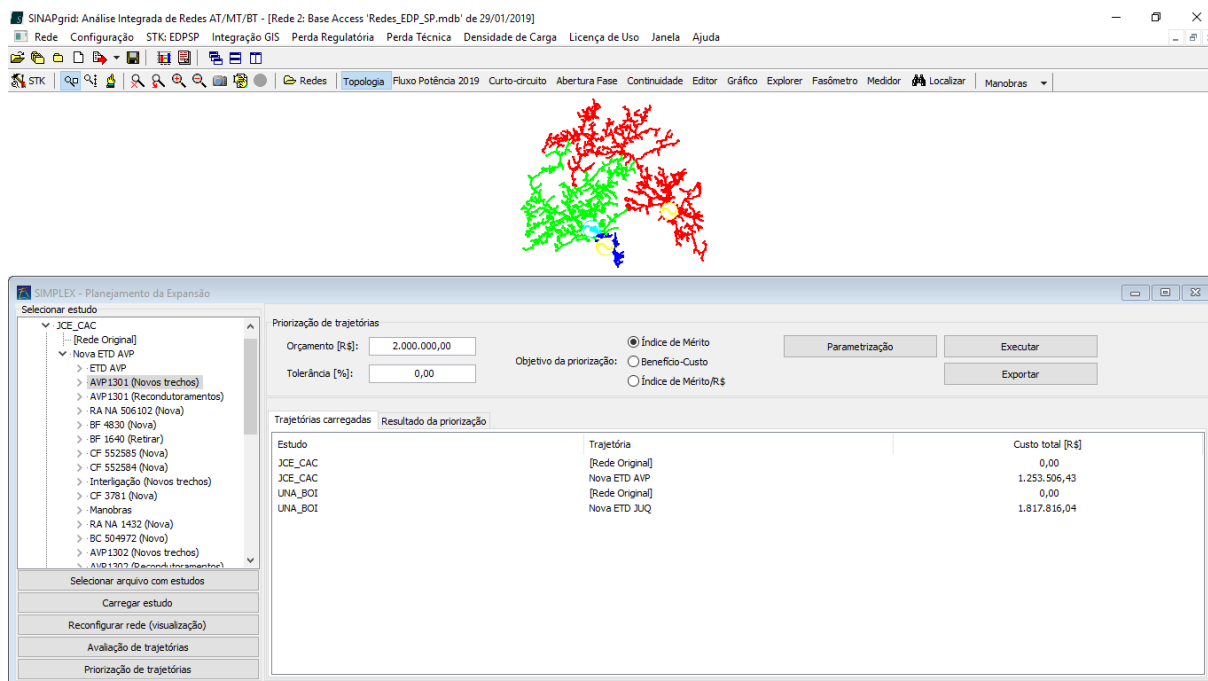 SINAPgrid: Análise Integrada de Redes AT/MT/BT - [Rede 2: Base Access 'Redes_EDP_SP.mdb' de 29/01/2019]
Rede Configuração STK: EDPSP Integração GIS Perda Regulatória Perda Técnica Densidade de Carga Licença de Uso Janela Ajuda
STK Redes Topologia Fluxo Potência 2019 Curto-circuito Abertura Fase Continuidade Editor Gráfico Explorer Fasômetro Medidor Localizar Manobras
SIMPLEX - Planejamento da Expansão
Selecionar estudo
JCE_CAC
[Rede Original]
Nova ETD AVP
ETD AVP
AVP1301 (Novos trechos)
AVP1301 (Recondutoramentos)
RA NA 506102 (Nova)
BF 4830 (Nova)
BF 1640 (Retirar)
CF 552585 (Nova)
CF 552584 (Nova)
Interligação (Novos trechos)
CF 3781 (Nova)
Manobras
RA NA 1432 (Nova)
BC 504972 (Novo)
AVP1302 (Novos trechos)
AVP1302 (Recondutoramentos)
Selecionar arquivo com estudos
Carregar estudo
Reconfigurar rede (visualização)
Avaliação de trajetórias
Priorização de trajetórias
Priorização de trajetórias
Orçamento [R$]: 2.000.000,00
Tolerância [%]: 0,00
Objetivo da priorização:
Índice de Mérito
Benefício-Custo
Índice de Mérito/R$
Parametrização
Executar
Exportar
Trajetórias carregadas Resultado da priorização
Estudo Trajetória Custo total [R$]
JCE_CAC [Rede Original] 0,00
JCE_CAC Nova ETD AVP 1.253.506,43
UNA_BOI [Rede Original] 0,00
UNA_BOI Nova ETD JUQ 1.817.816,04